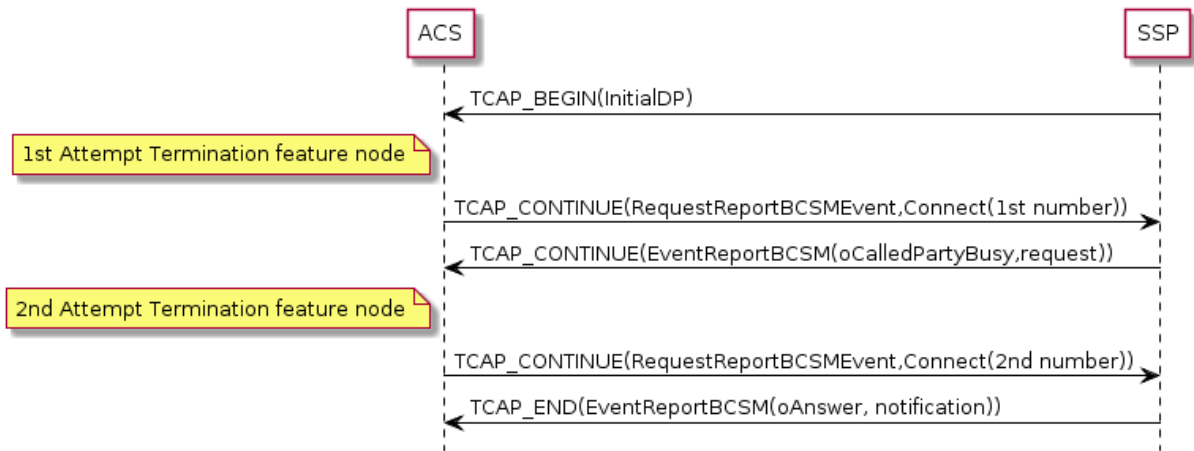 ACS
SSP
TCAP_BEGIN(InitialDP)
1st Attempt Termination feature node
TCAP_CONTINUE(RequestReportBCSMEvent,Connect(1st number))
TCAP_CONTINUE(EventReportBCSM(oCalledPartyBusy,request))
2nd Attempt Termination feature node
TCAP_CONTINUE(RequestReportBCSMEvent,Connect(2nd number))
TCAP_END(EventReportBCSM(oAnswer, notification))